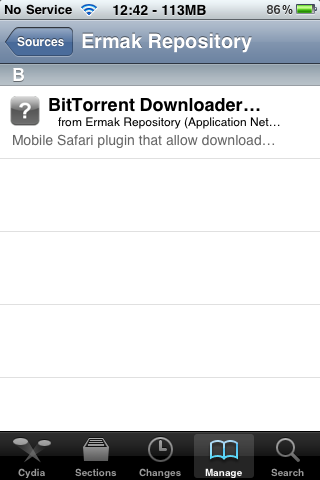 No Service 12:42 - 113MB 86%
Sources Ermak Repository
B
? BitTorrent Downloader…
from Ermak Repository (Application Net…
Mobile Safari plugin that allow download…
Cydia Sections Changes Manage Search